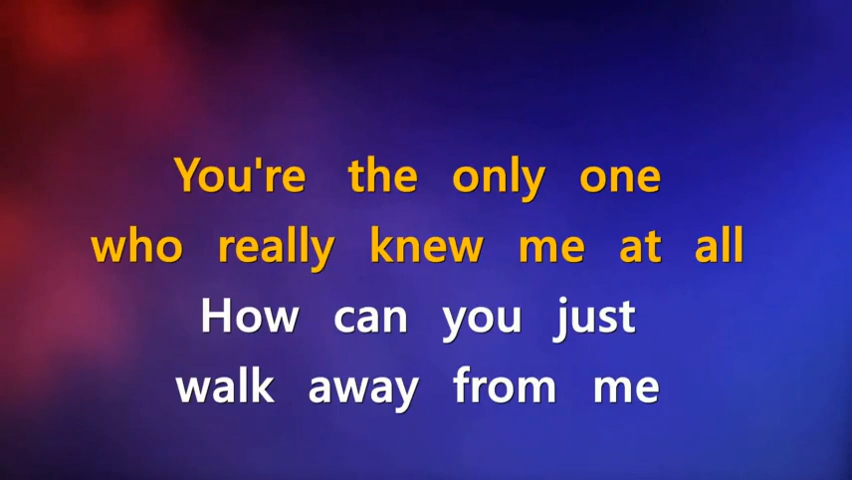 You're the only one
who really knew me at all
How can you just
walk away from me